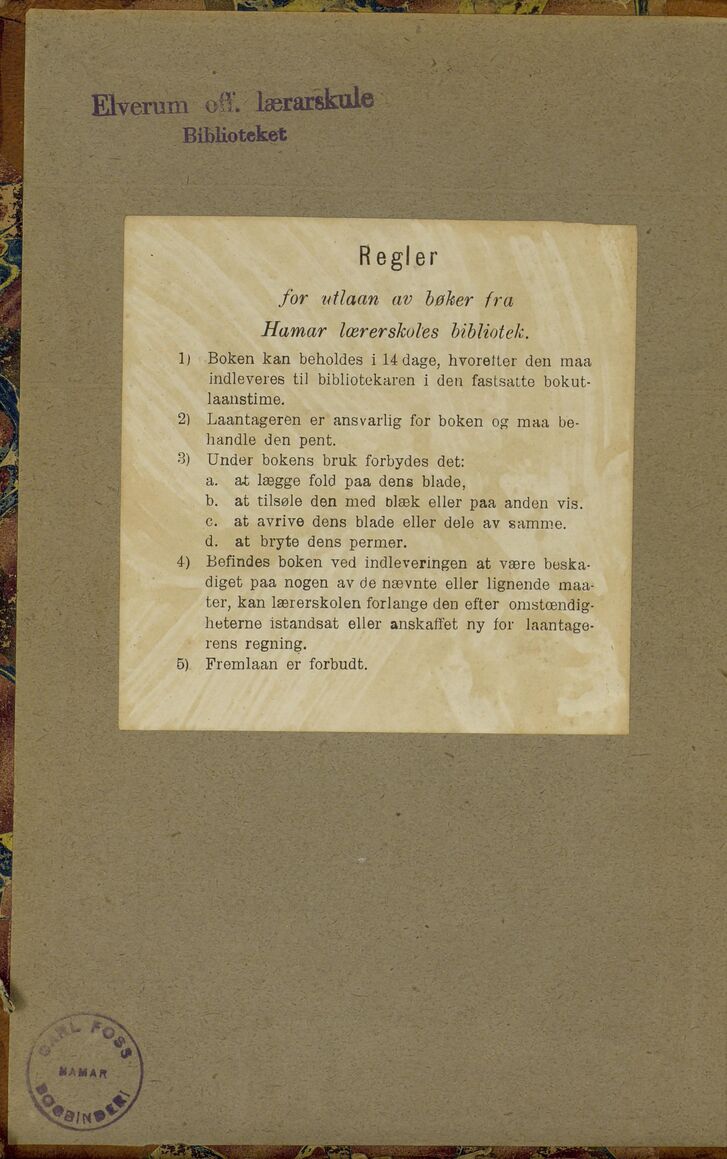 Elverum off. lærarskule
Biblioteket
Regler
for utlaan av bøker fra
Hamar lærerskoles bibliotek.
1) Boken kan beholdes i 14 dage, hvorefter den maa
indleveres til bibliotekaren i den fastsatte bokut-
laanstime.
2) Laantageren er ansvarlig for boken og maa be-
handle den pent.
3) Under bokens bruk forbydes det:
a. at lægge fold paa dens blade,
b. at tilsøle den med blæk eller paa anden vis.
c. at avrive dens blade eller dele av samme.
d. at bryte dens permer.
4) Befindes boken ved indleveringen at være beska-
diget paa nogen av de nævnte eller lignende maa-
ter, kan lærerskolen forlange den efter omstændig-
heterne istandsat eller anskaffet ny for laantage-
rens regning.
5) Fremlaan er forbudt.
CARL FOSS
HAMAR
BOGBINDERI